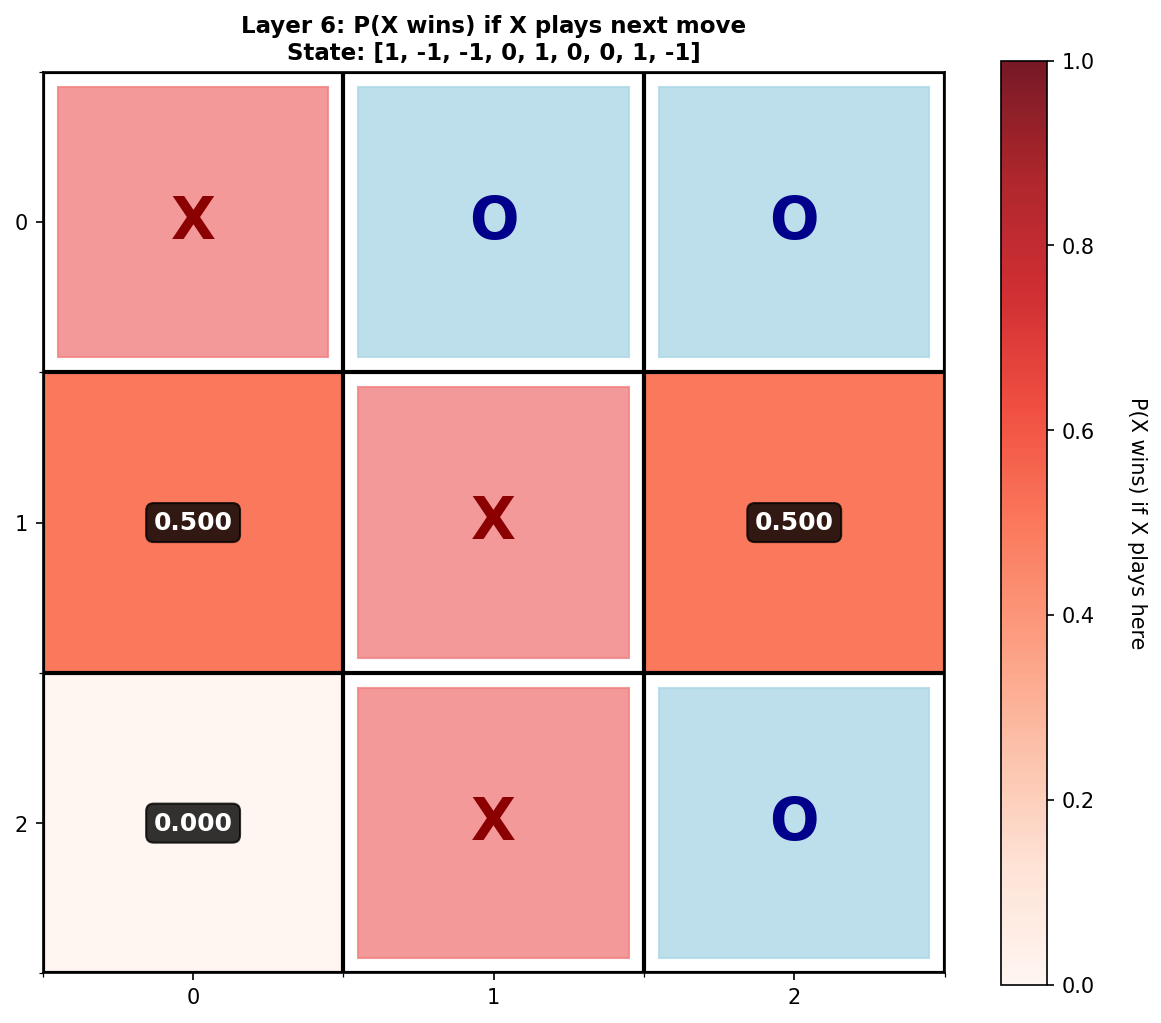 Layer 6: P(X wins) if X plays next move
State: [1, -1, -1, 0, 1, 0, 0, 1, -1]
0
X
O
O
1
0.500
X
0.500
2
0.000
X
O
0
1
2
1.0
0.8
0.6
0.4
0.2
0.0
P(X wins) if X plays here